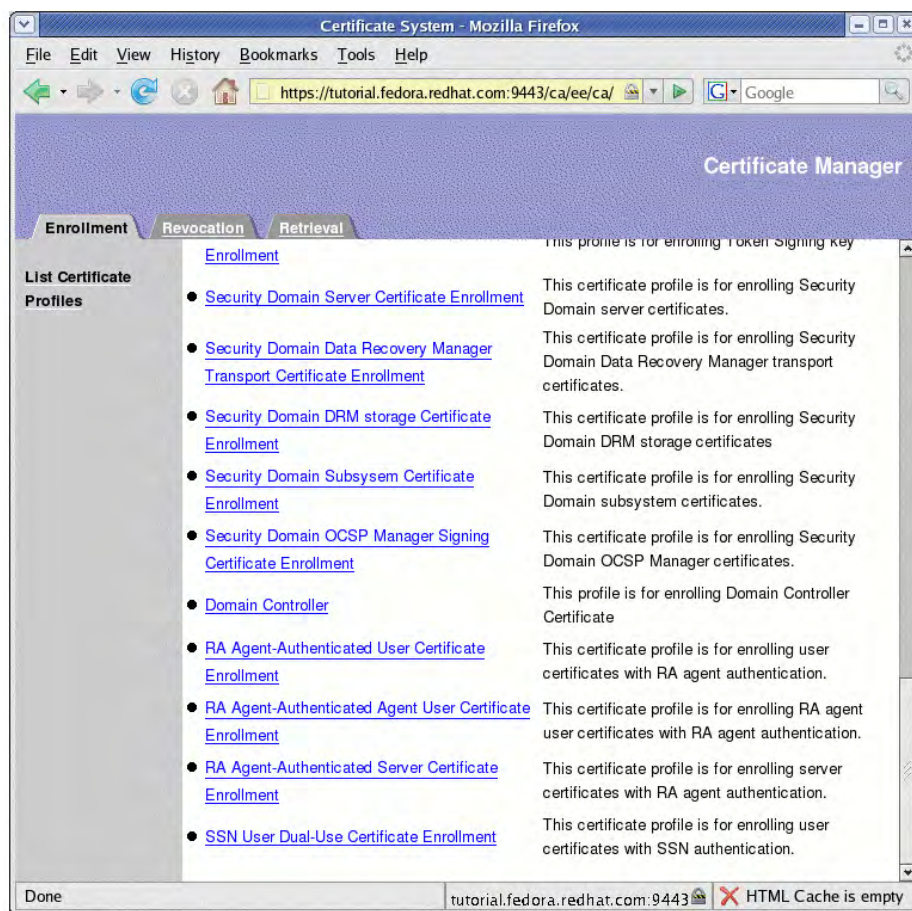 Certificate System - Mozilla Firefox
File Edit View History Bookmarks Tools Help
https://tutorial.fedora.redhat.com:9443/ca/ee/ca/
G Google
Certificate Manager
Enrollment Revocation Retrieval
List Certificate
Profiles
Enrollment
This profile is for enrolling Token Signing key
Security Domain Server Certificate Enrollment
This certificate profile is for enrolling Security
Domain server certificates.
Security Domain Data Recovery Manager
Transport Certificate Enrollment
This certificate profile is for enrolling Security
Domain Data Recovery Manager transport
certificates.
Security Domain DRM storage Certificate
Enrollment
This certificate profile is for enrolling Security
Domain DRM storage certificates
Security Domain Subsysem Certificate
Enrollment
This certificate profile is for enrolling Security
Domain subsystem certificates.
Security Domain OCSP Manager Signing
Certificate Enrollment
This certificate profile is for enrolling Security
Domain OCSP Manager certificates.
Domain Controller
This profile is for enrolling Domain Controller
Certificate
RA Agent-Authenticated User Certificate
Enrollment
This certificate profile is for enrolling user
certificates with RA agent authentication.
RA Agent-Authenticated Agent User Certificate
Enrollment
This certificate profile is for enrolling RA agent
user certificates with RA agent authentication.
RA Agent-Authenticated Server Certificate
Enrollment
This certificate profile is for enrolling server
certificates with RA agent authentication.
SSN User Dual-Use Certificate Enrollment
This certificate profile is for enrolling user
certificates with SSN authentication.
Done
tutorial.fedora.redhat.com:9443
HTML Cache is empty